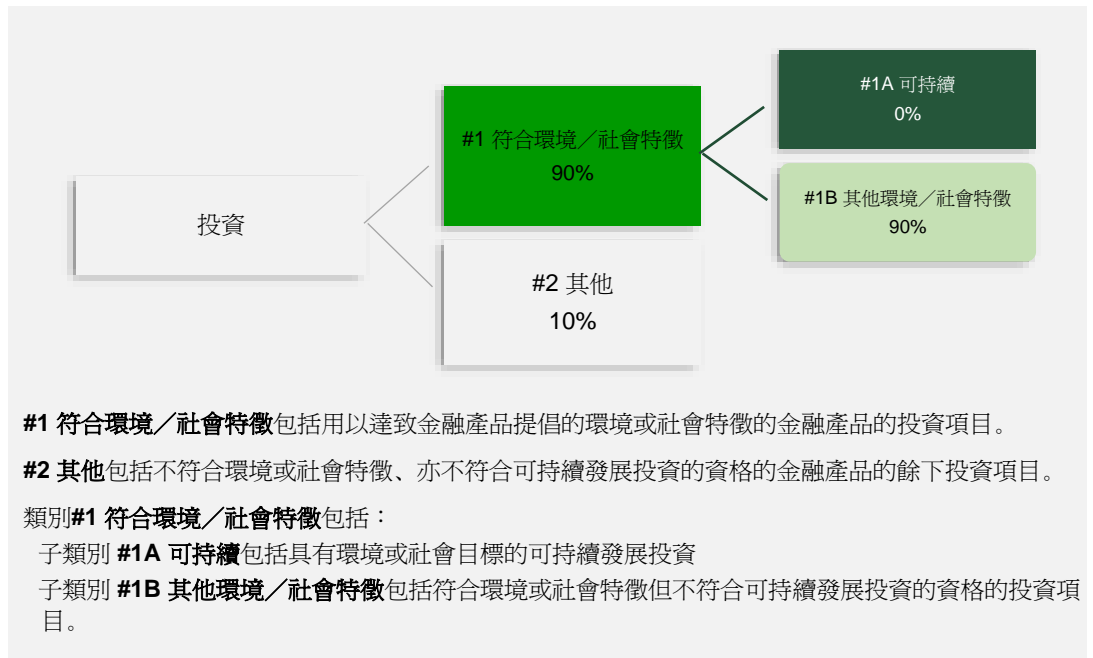 #1A 可持續
0%
#1 符合環境／社會特徵
90%
#1B 其他環境／社會特徵
90%
投資
#2 其他
10%
#1 符合環境／社會特徵包括用以達致金融產品提倡的環境或社會特徵的金融產品的投資項目。
#2 其他包括不符合環境或社會特徵、亦不符合可持續發展投資的資格的金融產品的餘下投資項目。
類別#1 符合環境／社會特徵包括：
子類別 #1A 可持續包括具有環境或社會目標的可持續發展投資
子類別 #1B 其他環境／社會特徵包括符合環境或社會特徵但不符合可持續發展投資的資格的投資項
目。